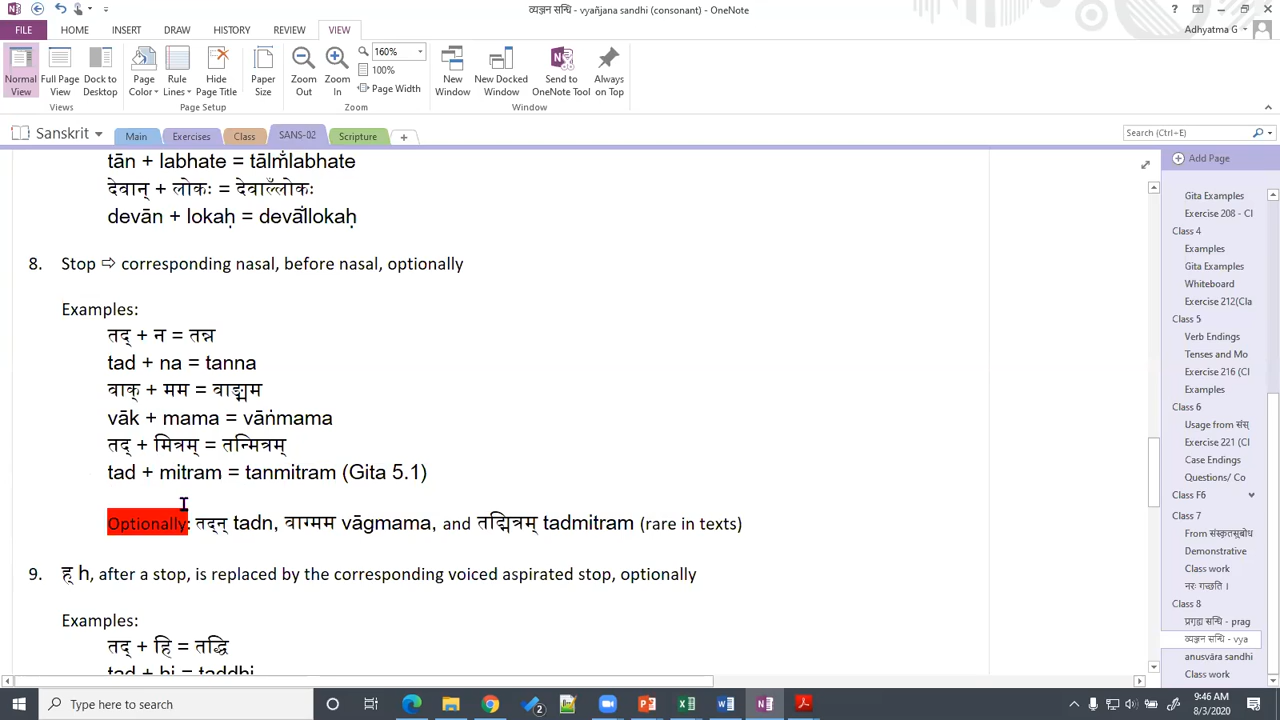 व्यञ्जन सन्धि - vyañjana sandhi (consonant) - OneNote
FILE HOME INSERT DRAW HISTORY REVIEW VIEW Adhyatma G
Normal View Full Page View Dock to Desktop Page Color Rule Lines Hide Page Title Paper Size Zoom Out Zoom In 160% 100% Page Width New Window New Docked Window Send to OneNote Tool Always on Top
Views Page Setup Zoom Window
Sanskrit Main Exercises Class SANS-02 Scripture + Search (Ctrl+E)
tān + labhate = tālm̐labhate
देवान् + लोकः = देवाल्ँलोकः
devān + lokaḥ = devāl̐lokaḥ
8. Stop ⇨ corresponding nasal, before nasal, optionally
Examples:
तद् + न = तन्न
tad + na = tanna
वाक् + मम = वाङ्मम
vāk + mama = vāṅmama
तद् + मित्रम् = तन्मित्रम्
tad + mitram = tanmitram (Gita 5.1)
Optionally: तद्न् tadn, वाग्मम vāgmama, and तद्मित्रम् tadmitram (rare in texts)
9. ह् h, after a stop, is replaced by the corresponding voiced aspirated stop, optionally
Examples:
तद् + हि = तद्धि
tad + hi = taddhi
Add Page
Gita Examples
Exercise 208 - Cl
Class 4
Examples
Gita Examples
Whiteboard
Exercise 212(Cla
Class 5
Verb Endings
Tenses and Mo
Exercise 216 (Cl
Examples
Class 6
Usage from संस्
Exercise 221 (Cl
Case Endings
Questions/ Co
Class F6
Class 7
From संस्कृतसुबोध
Demonstrative
Class work
नरः गच्छति ।
Class 8
प्रगृह्य सन्धि - prag
व्यञ्जन सन्धि - vya
anusvāra sandhi
Class work
Type here to search
2
9:46 AM
8/3/2020